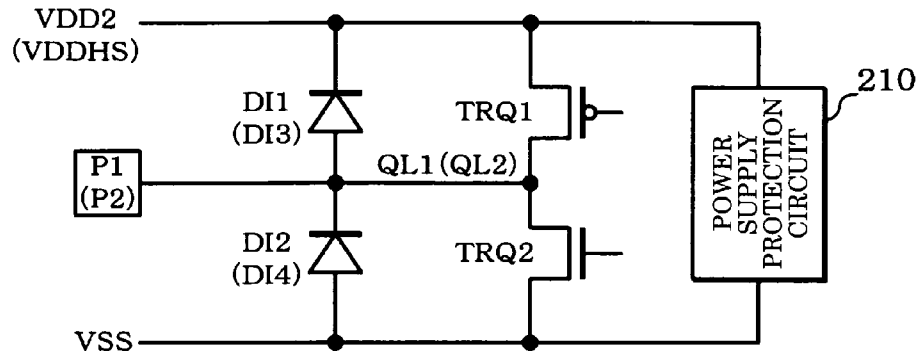 VDD2
(VDDHS)
DI1
(DI3)
TRQ1
210
P1
(P2)
QL1(QL2)
POWER
SUPPLY
PROTECTION
CIRCUIT
DI2
(DI4)
TRQ2
VSS